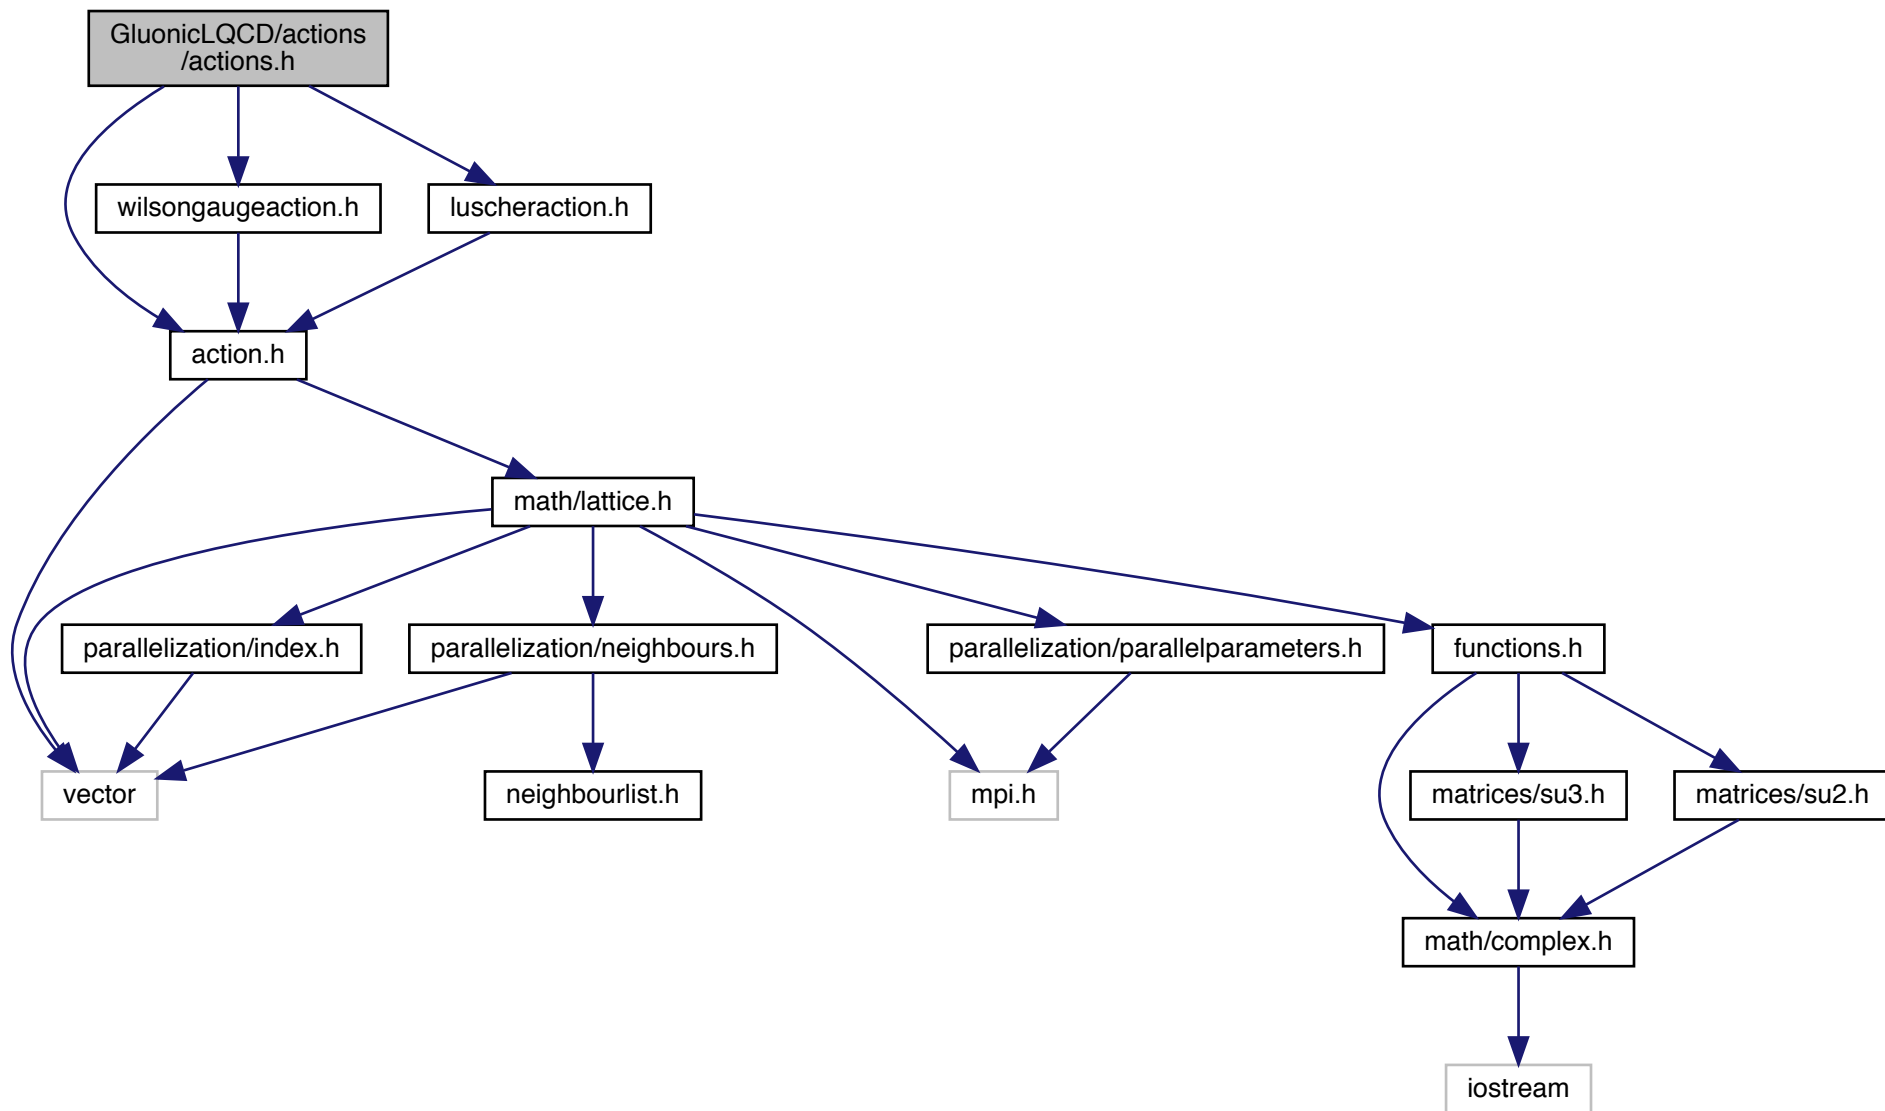 GluonicLQCD/actions
/actions.h
wilsongaugeaction.h
luscheraction.h
action.h
math/lattice.h
parallelization/index.h
parallelization/neighbours.h
parallelization/parallelparameters.h
functions.h
vector
neighbourlist.h
mpi.h
matrices/su3.h
matrices/su2.h
math/complex.h
iostream